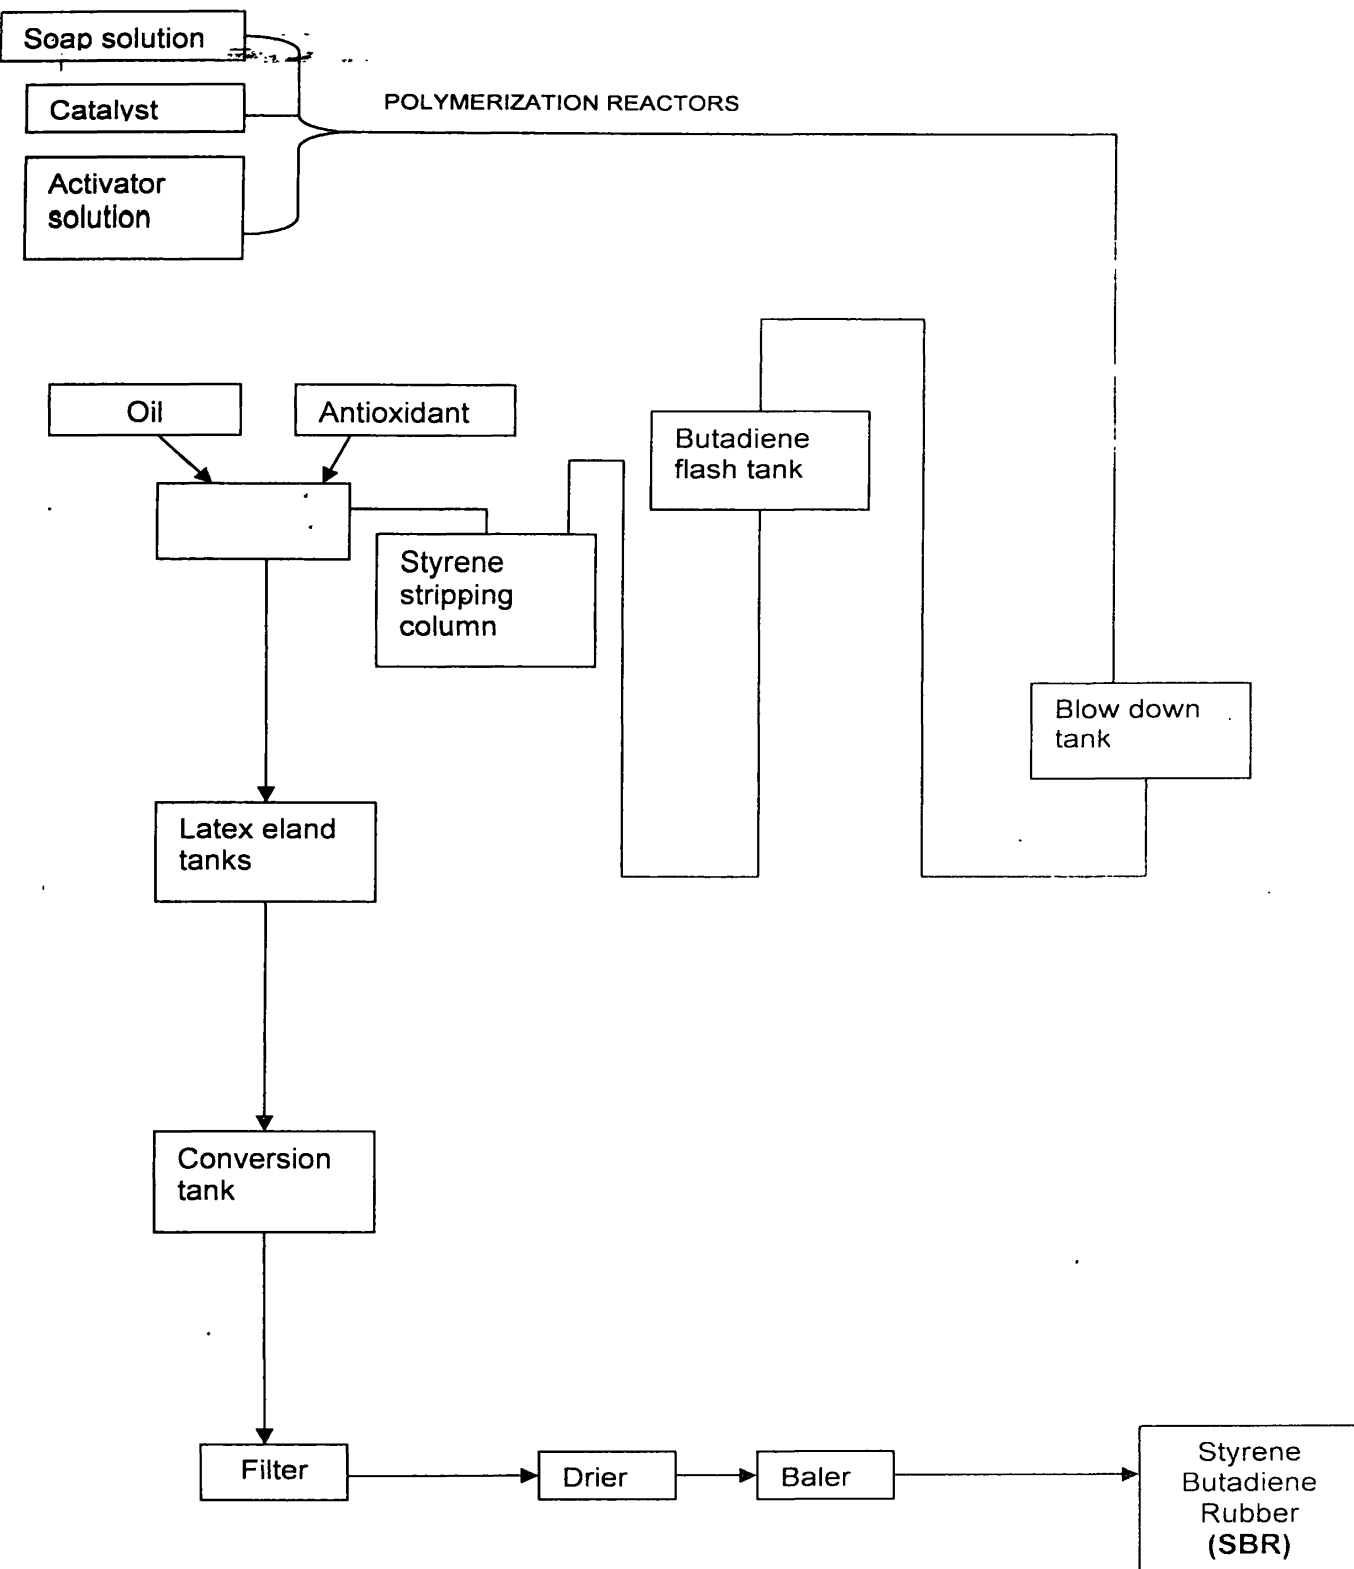 Soap solution
Catalyst
POLYMERIZATION REACTORS
Activator
solution
Oil
Antioxidant
Butadiene
flash tank
Styrene
stripping
column
Blow down
tank
Latex eland
tanks
Conversion
tank
Filter
Drier
Baler
Styrene
Butadiene
Rubber
(SBR)